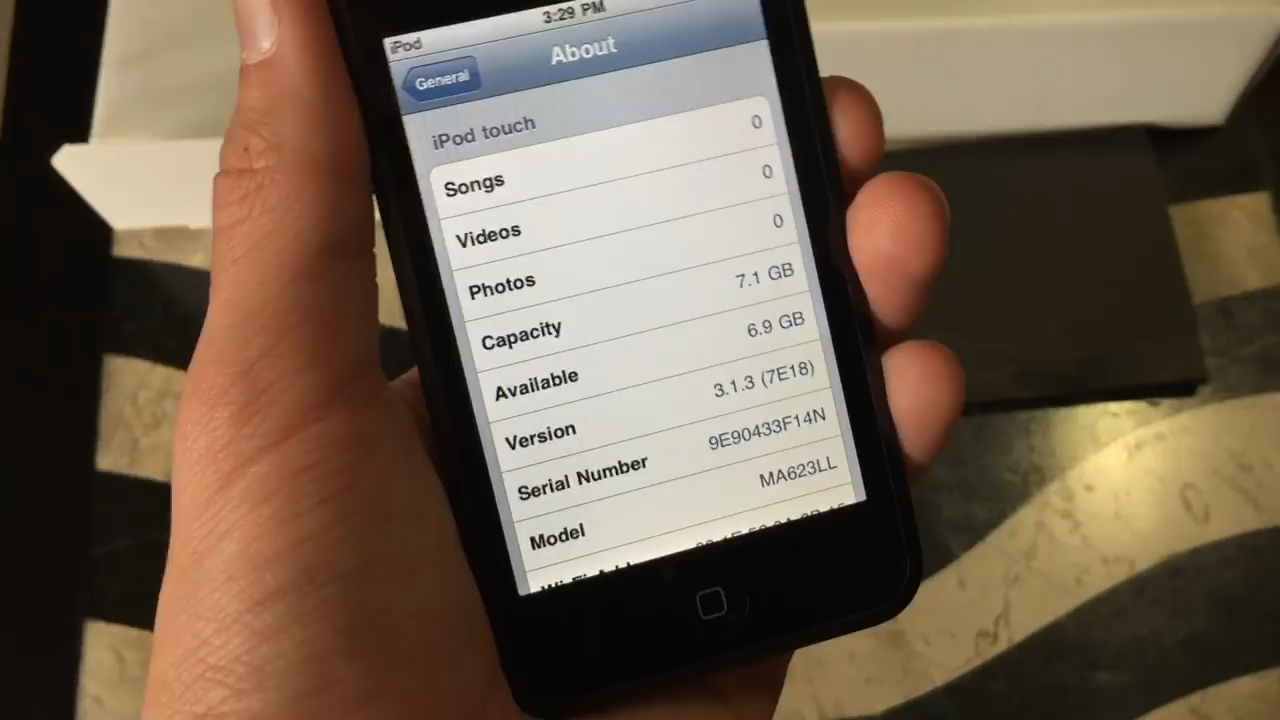 3:29 PM
iPod
About
General
iPod touch
Songs 0
Videos 0
Photos 0
Capacity 7.1 GB
Available 6.9 GB
Version 3.1.3 (7E18)
Serial Number 9E90433F14N
Model MA623LL